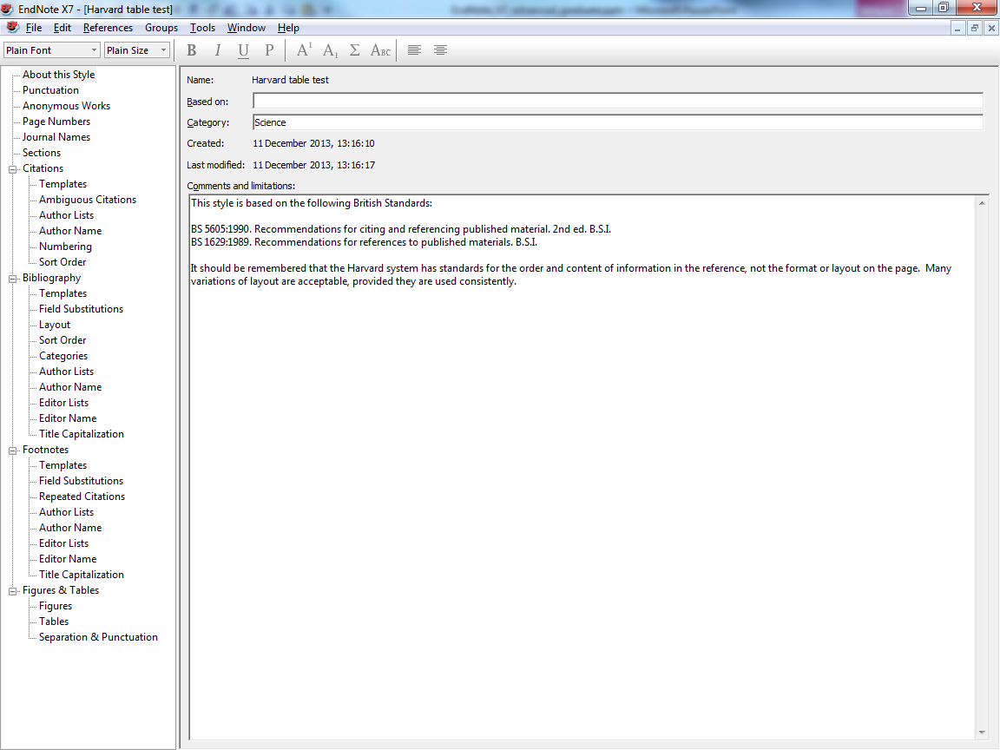 EndNote X7 - [Harvard table test]
File Edit References Groups Tools Window Help
Plain Font Plain Size B I U P A1 A1 Σ ABC
About this Style
Punctuation
Anonymous Works
Page Numbers
Journal Names
Sections
Citations
Templates
Ambiguous Citations
Author Lists
Author Name
Numbering
Sort Order
Bibliography
Templates
Field Substitutions
Layout
Sort Order
Categories
Author Lists
Author Name
Editor Lists
Editor Name
Title Capitalization
Footnotes
Templates
Field Substitutions
Repeated Citations
Author Lists
Author Name
Editor Lists
Editor Name
Title Capitalization
Figures & Tables
Figures
Tables
Separation & Punctuation
Name: Harvard table test
Based on:
Category: Science
Created: 11 December 2013, 13:16:10
Last modified: 11 December 2013, 13:16:17
Comments and limitations:
This style is based on the following British Standards:
BS 5605:1990. Recommendations for citing and referencing published material. 2nd ed. B.S.I.
BS 1629:1989. Recommendations for references to published materials. B.S.I.
It should be remembered that the Harvard system has standards for the order and content of information in the reference, not the format or layout on the page. Many
variations of layout are acceptable, provided they are used consistently.